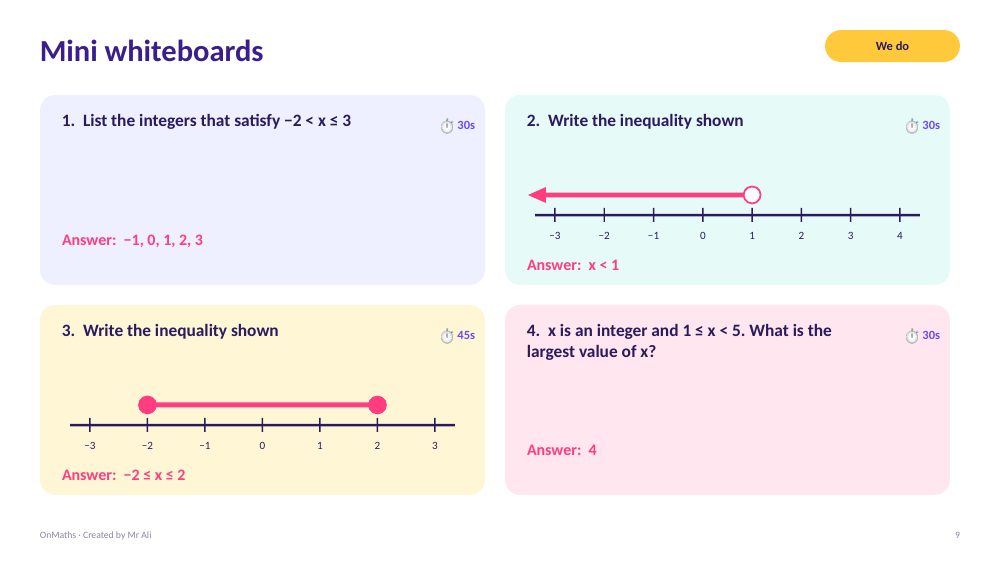 Mini whiteboards
We do
1. List the integers that satisfy −2 < x ≤ 3
⏱ 30s
Answer: −1, 0, 1, 2, 3
2. Write the inequality shown
⏱ 30s
−3 −2 −1 0 1 2 3 4
Answer: x < 1
3. Write the inequality shown
⏱ 45s
−3 −2 −1 0 1 2 3
Answer: −2 ≤ x ≤ 2
4. x is an integer and 1 ≤ x < 5. What is the
largest value of x?
⏱ 30s
Answer: 4
OnMaths · Created by Mr Ali
9